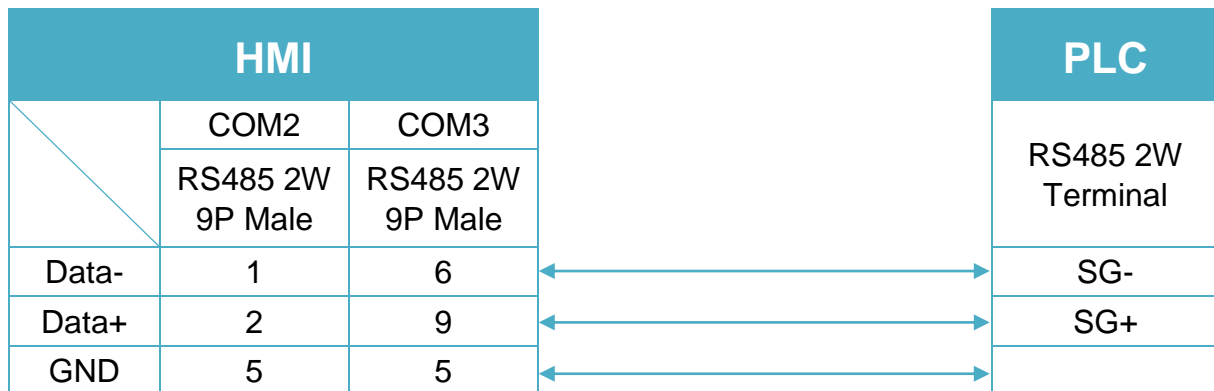 HMI PLC
COM2 COM3
RS485 2W RS485 2W RS485 2W
9P Male 9P Male Terminal
Data- 1 6 SG-
Data+ 2 9 SG+
GND 5 5